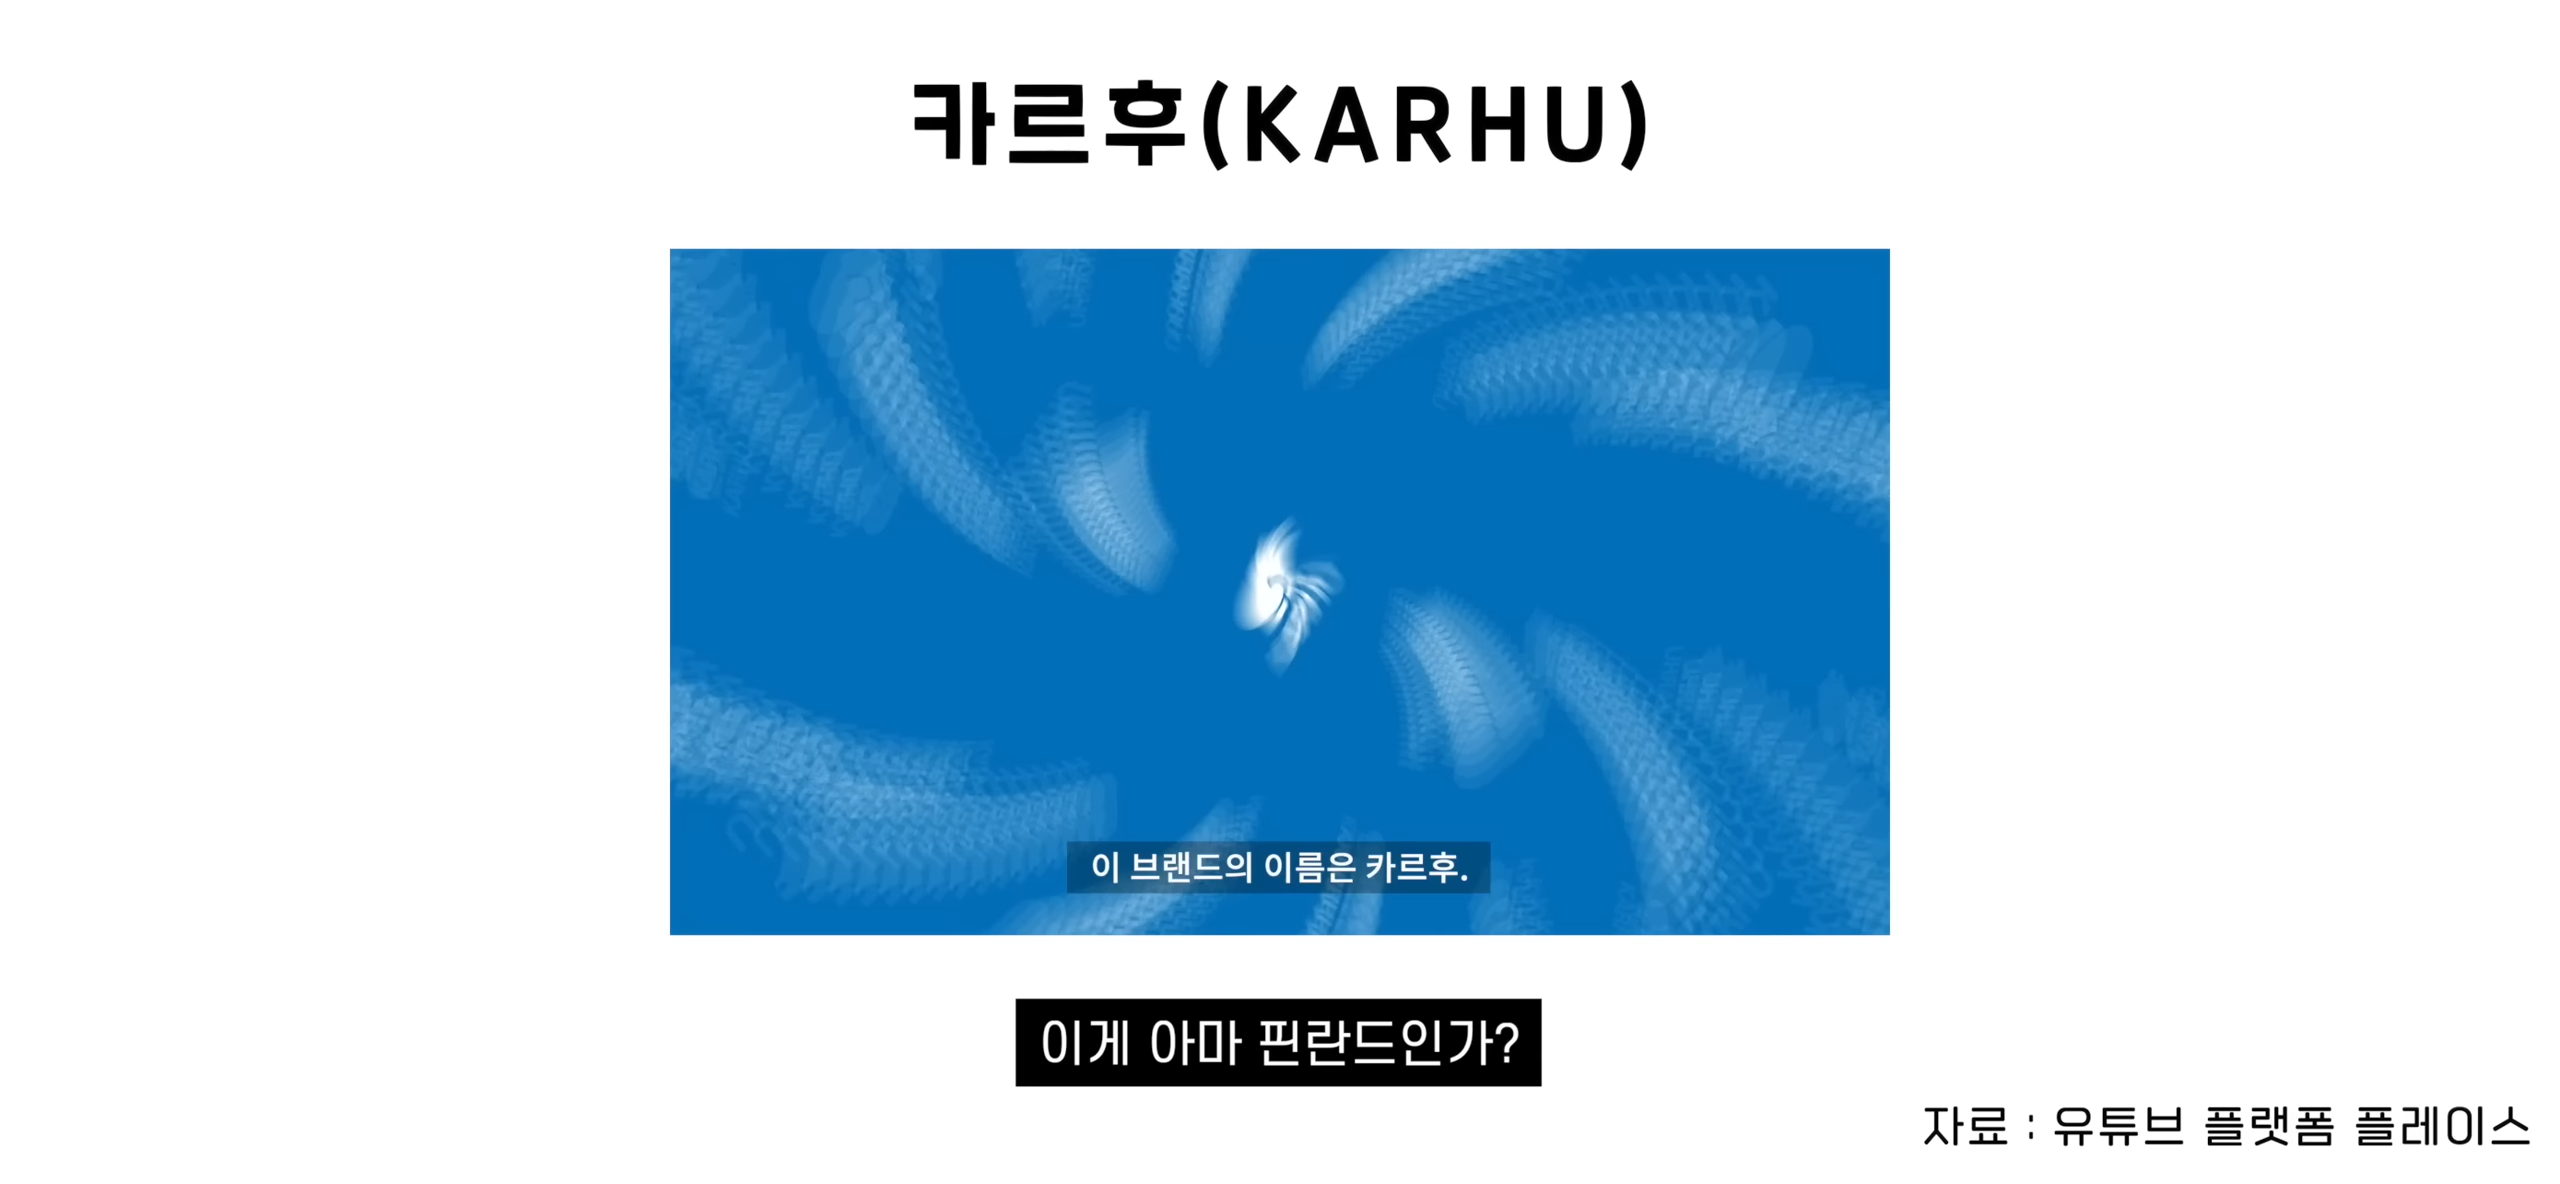 카르후(KARHU)
이 브랜드의 이름은 카르후.
이게 아마 핀란드인가?
자료 : 유튜브 플랫폼 플레이스